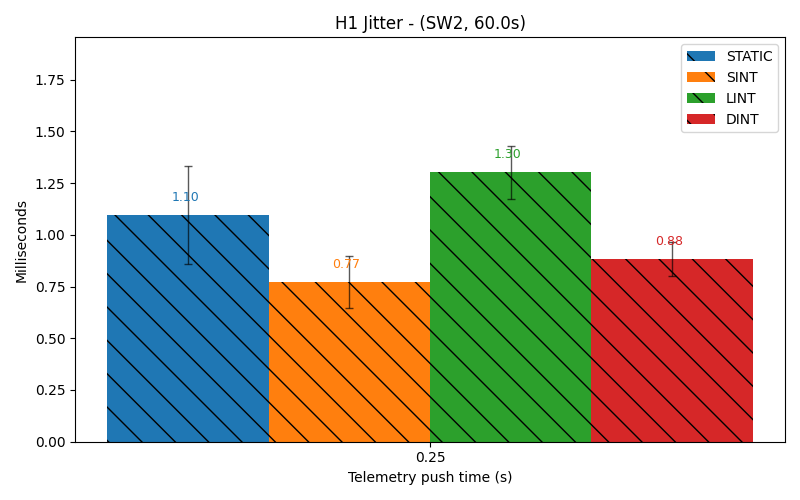 H1 Jitter - (SW2, 60.0s)
STATIC
SINT
LINT
DINT
1.75
1.50
1.25
1.00
0.75
0.50
0.25
0.00
Milliseconds
1.10
0.77
1.30
0.88
0.25
Telemetry push time (s)